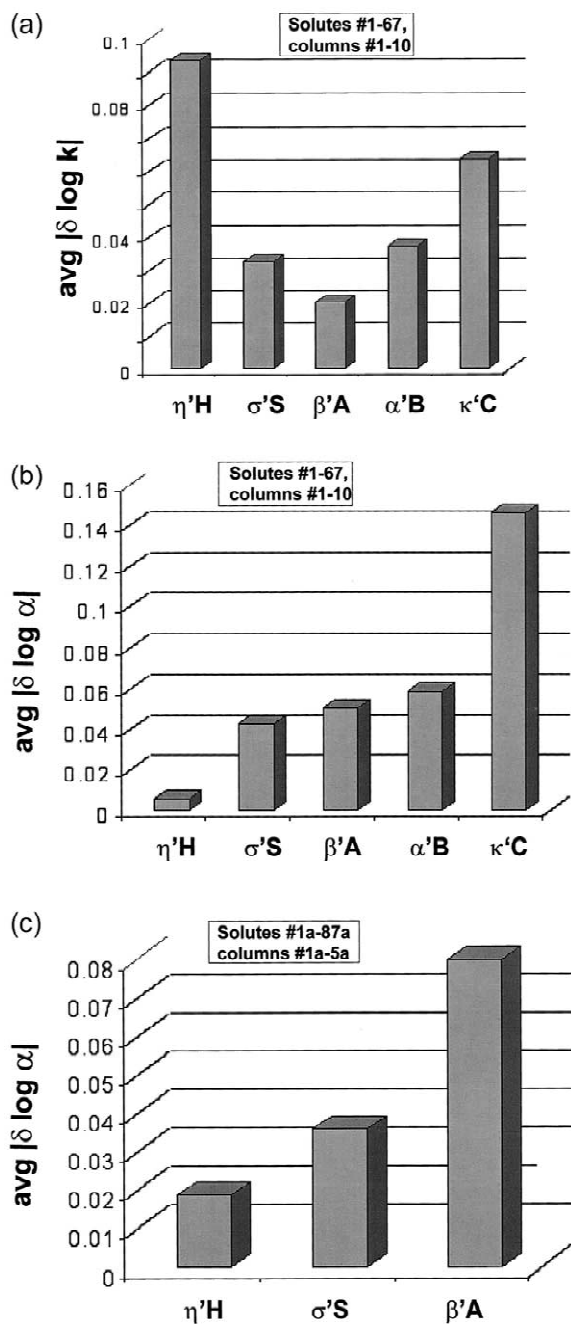 (a)
Solutes #1-67,
columns #1-10
avg |δ log k|
0.1
0.08
0.04
0.02
0
η'H σ'S β'A α'B κ'C
(b)
Solutes #1-67,
columns #1-10
avg |δ log α|
0.16
0.14
0.12
0.1
0.08
0.06
0.04
0.02
0
η'H σ'S β'A α'B κ'C
(c)
Solutes #1a-87a
columns #1a-5a
avg |δ log α|
0.08
0.07
0.06
0.05
0.04
0.03
0.02
0.01
0
η'H σ'S β'A